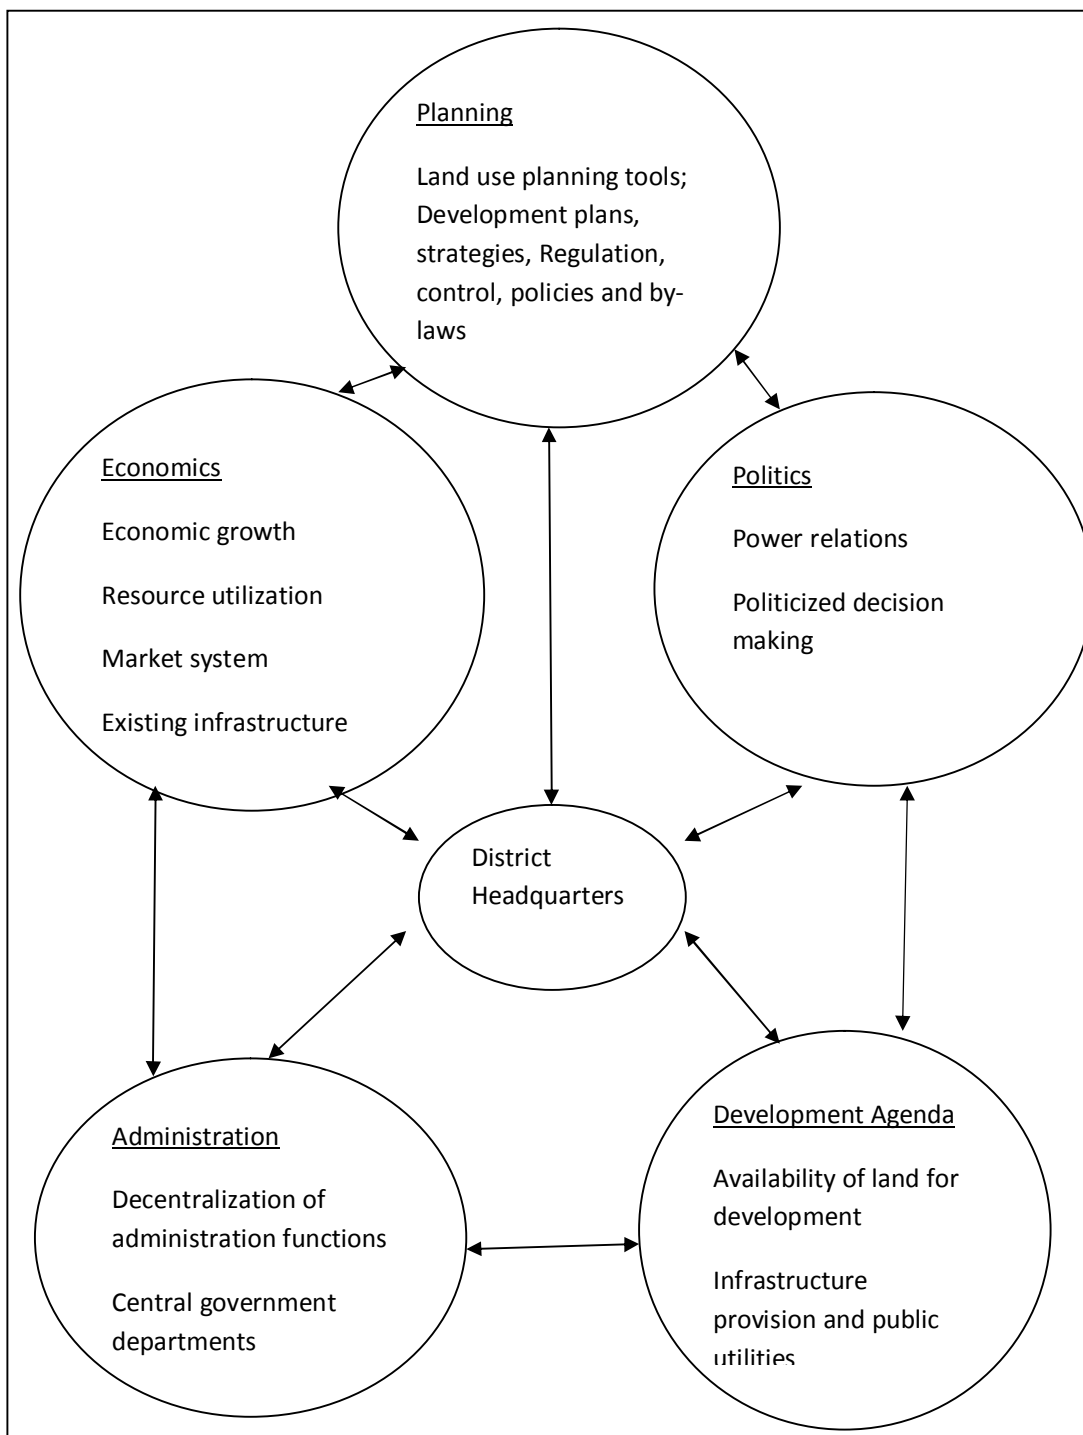 Planning
Land use planning tools;
Development plans,
strategies, Regulation,
control, policies and by-
laws
Economics
Economic growth
Resource utilization
Market system
Existing infrastructure
Politics
Power relations
Politicized decision
making
District
Headquarters
Administration
Decentralization of
administration functions
Central government
departments
Development Agenda
Availability of land for
development
Infrastructure
provision and public
utilities